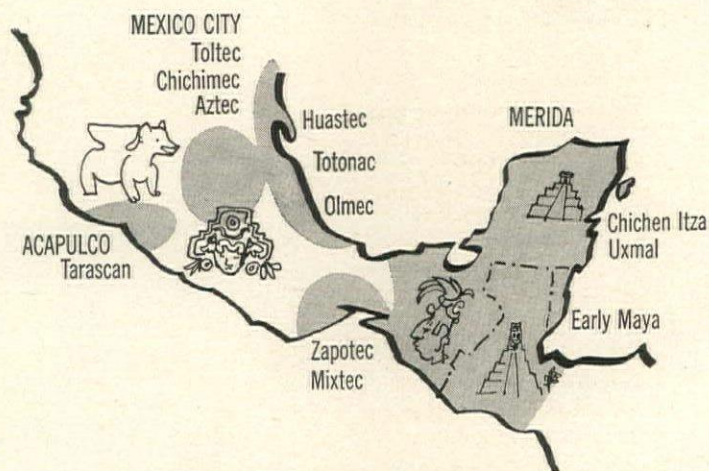 MEXICO CITY
Toltec
Chichimec
Aztec
Huastec
Totonac
Olmec
MERIDA
Chichen Itza
Uxmal
Early Maya
ACAPULCO
Tarascan
Zapotec
Mixtec